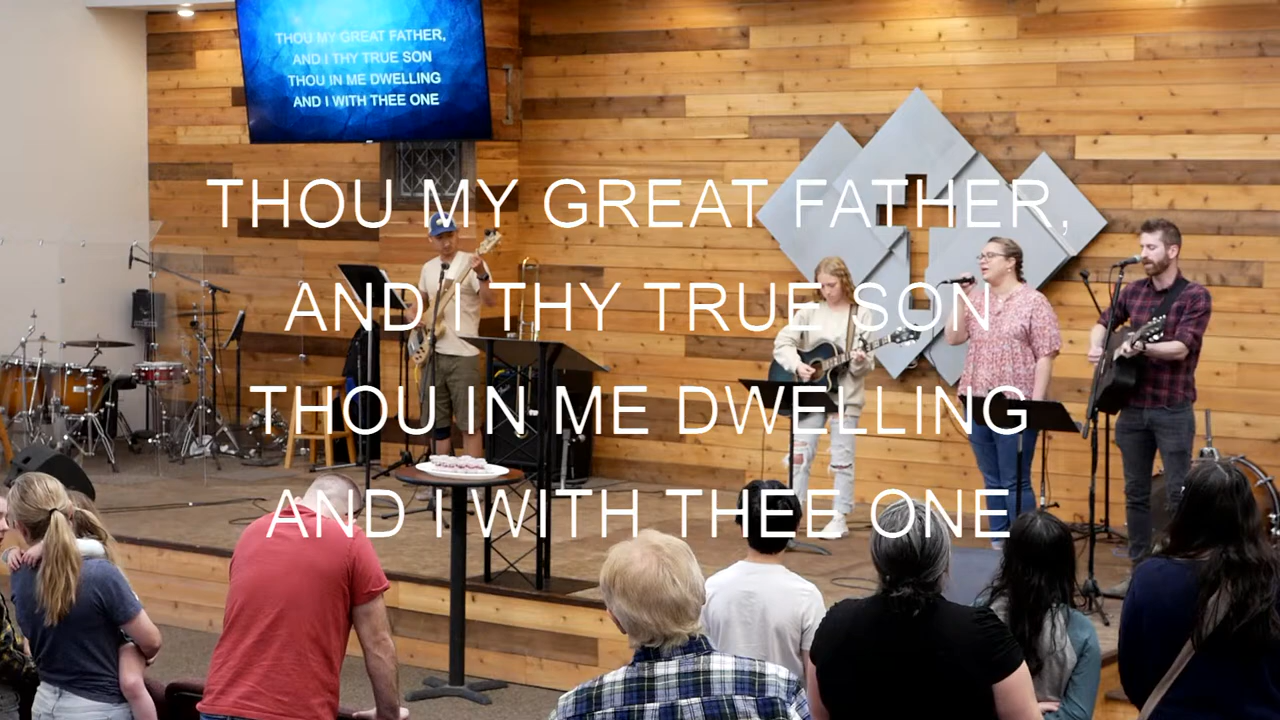 THOU MY GREAT FATHER,
AND I THY TRUE SON
THOU IN ME DWELLING
AND I WITH THEE ONE
THOU MY GREAT FATHER,
AND I THY TRUE SON
THOU IN ME DWELLING
AND I WITH THEE ONE